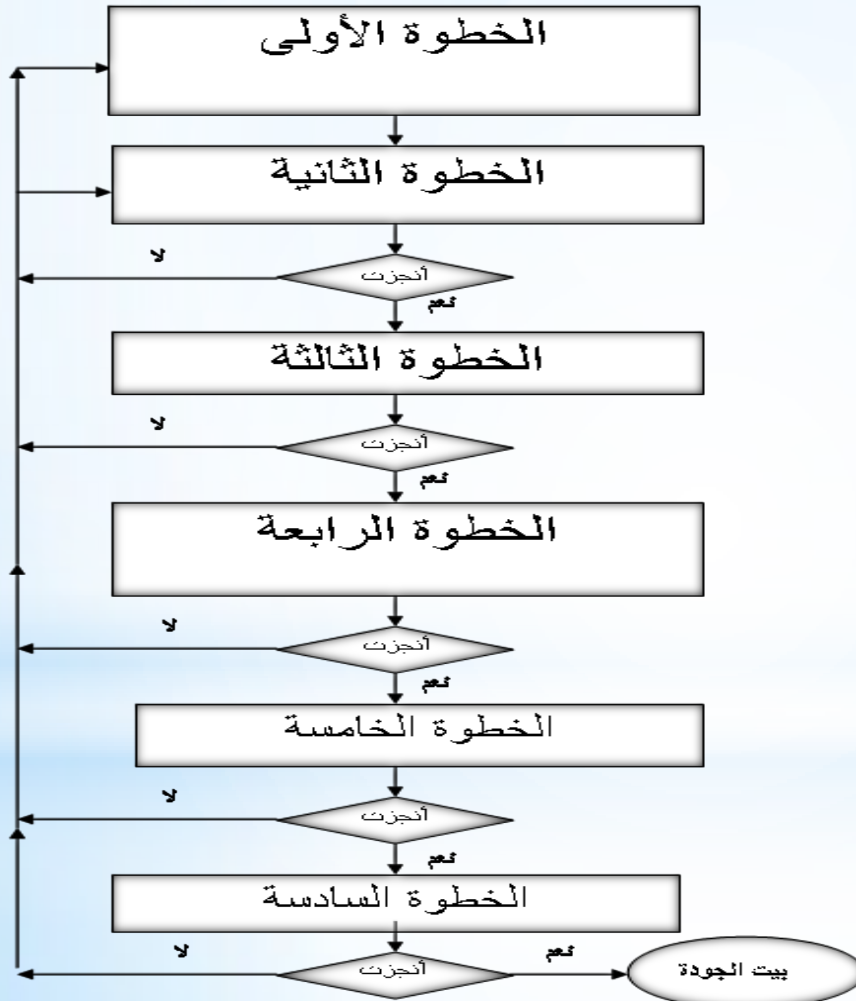 الخطوة الأولى
الخطوة الثانية
لا
أنجزت
نعم
الخطوة الثالثة
لا
أنجزت
نعم
الخطوة الرابعة
لا
أنجزت
نعم
الخطوة الخامسة
لا
أنجزت
نعم
الخطوة السادسة
لا
أنجزت
نعم
بيت الجودة